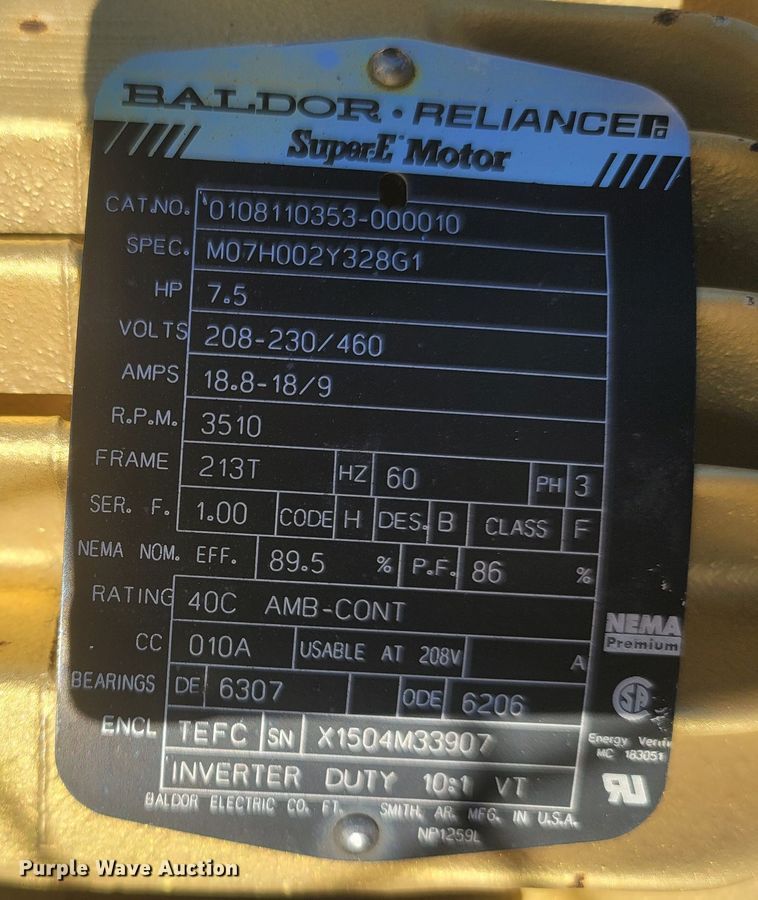 BALDOR • RELIANCE
Super-E Motor
CAT.NO. 0108110353-000010
SPEC. M07H002Y328G1
HP 7.5
VOLTS 208-230/460
AMPS 18.8-18/9
R.P.M. 3510
FRAME 213T HZ 60 PH 3
SER. F. 1.00 CODE H DES. B CLASS F
NEMA NOM. EFF. 89.5 % P.F. 86 %
RATING 40C AMB-CONT
CC 010A USABLE AT 208V A
BEARINGS DE 6307 ODE 6206
ENCL TEFC SN X1504M33907
INVERTER DUTY 10:1 VT
NEMA
Premium
Energy Verifi
MC 183051
BALDOR ELECTRIC CO. FT. SMITH, AR. MFG. IN U.S.A.
NP1259L
Purple Wave Auction